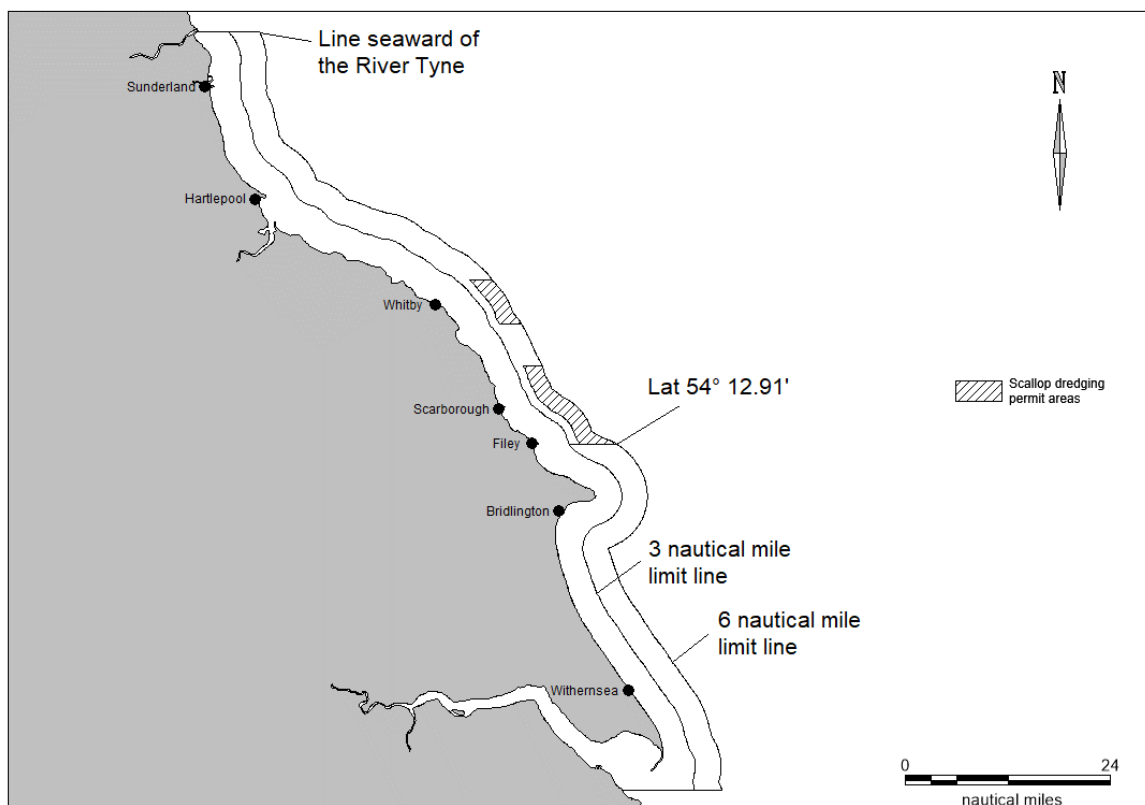 Line seaward of
the River Tyne
N
Sunderland
Hartlepool
Whitby
Lat 54° 12.91'
Scallop dredging
permit areas
Scarborough
Filey
Bridlington
3 nautical mile
limit line
6 nautical mile
limit line
Withernsea
0 24
nautical miles